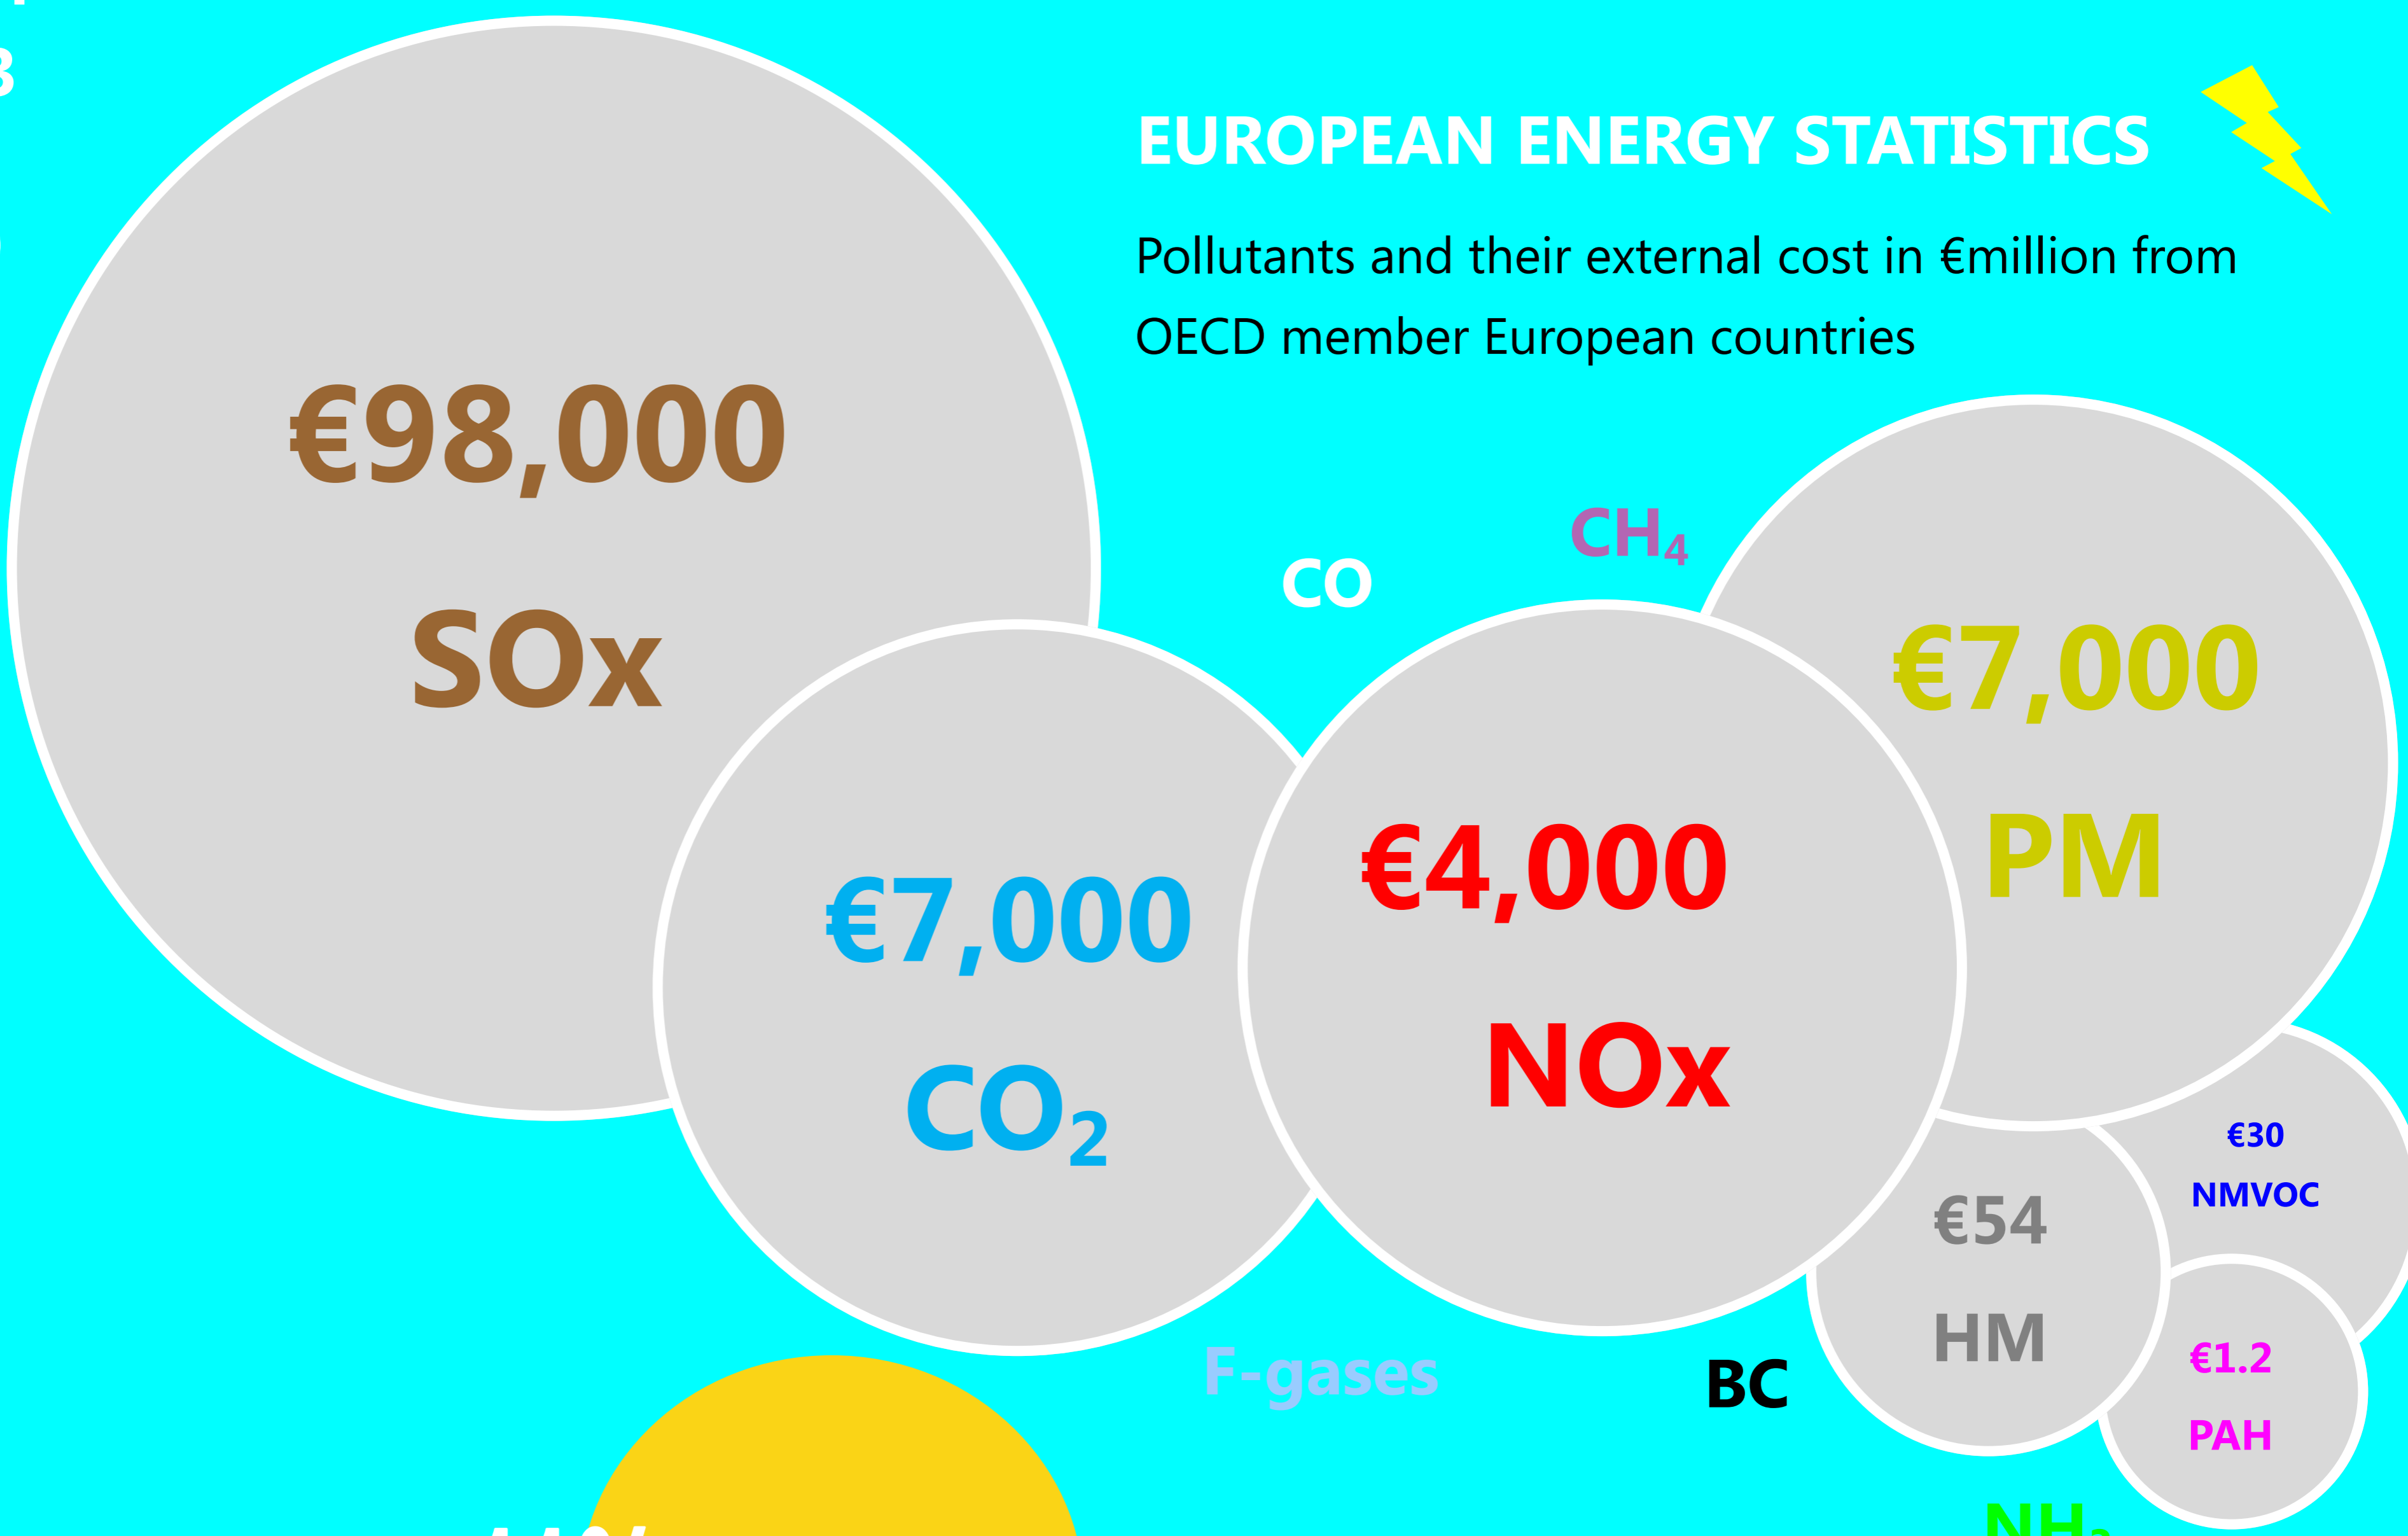 EUROPEAN ENERGY STATISTICS
Pollutants and their external cost in €million from
OECD member European countries
€98,000
SOx
CO
CH₄
€7,000
PM
€4,000
NOx
€7,000
CO₂
€30
NMVOC
€54
HM
€1.2
PAH
F-gases
BC
NH₃